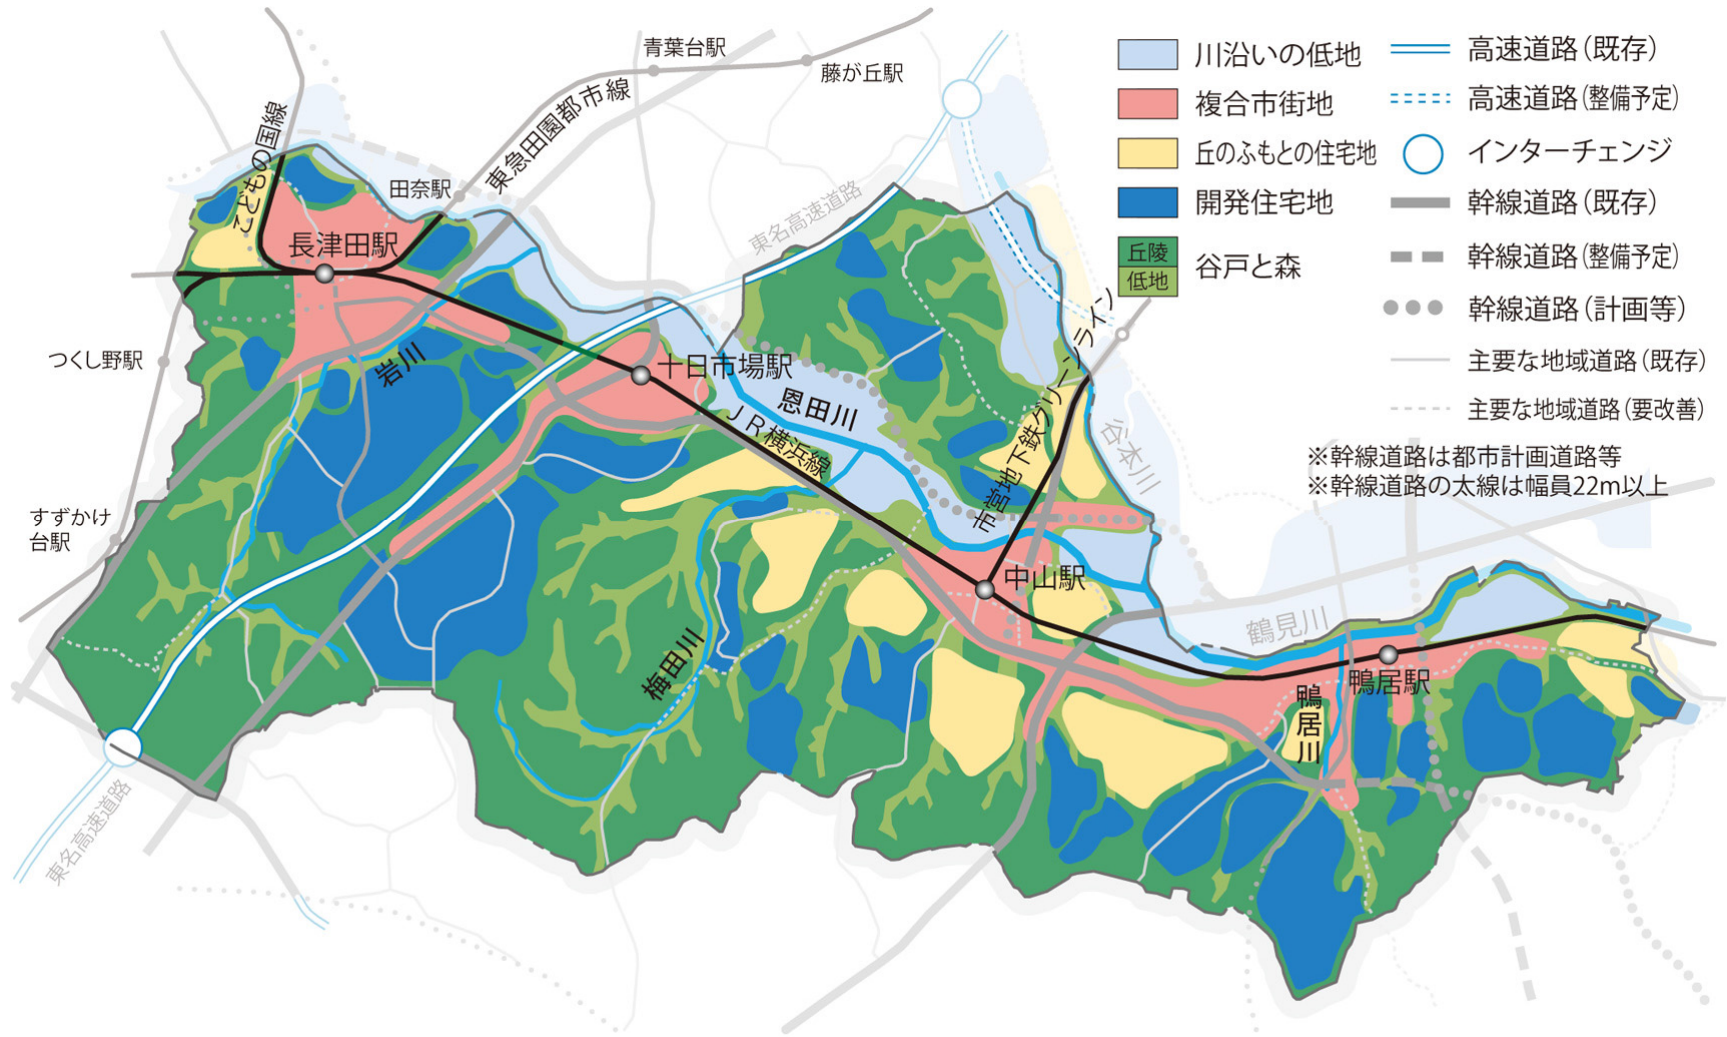 青葉台駅
藤が丘駅
東急田園都市線
こどもの国線
田奈駅
長津田駅
東名高速道路
つくし野駅
岩川
十日市場駅
恩田川
JR横浜線
市営地下鉄グリーンライン
谷本川
すずかけ
台駅
中山駅
鶴見川
梅田川
鴨居駅
鴨居川
東名高速道路
川沿いの低地
複合市街地
丘のふもとの住宅地
開発住宅地
丘陵
低地
谷戸と森
高速道路（既存）
高速道路（整備予定）
インターチェンジ
幹線道路（既存）
幹線道路（整備予定）
幹線道路（計画等）
主要な地域道路（既存）
主要な地域道路（要改善）
※幹線道路は都市計画道路等
※幹線道路の太線は幅員22m以上